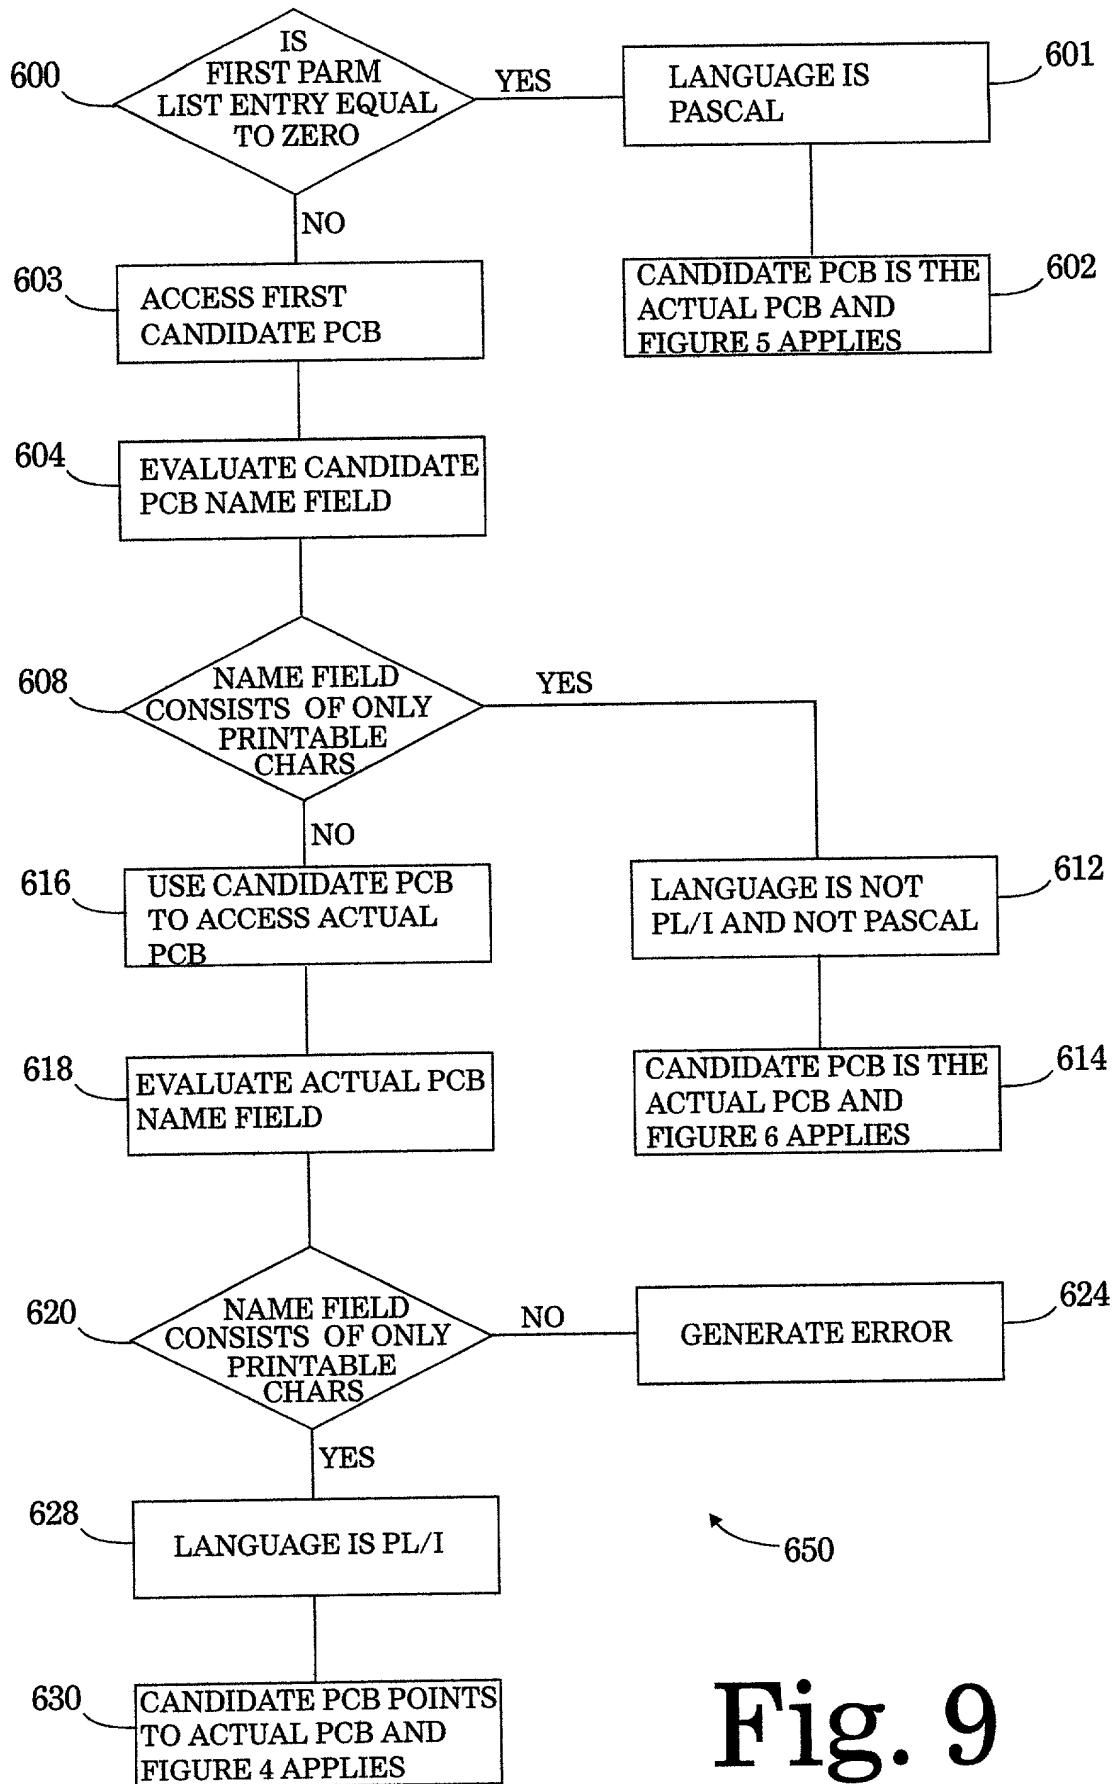 IS
FIRST PARM
LIST ENTRY EQUAL
TO ZERO
600
YES
LANGUAGE IS
PASCAL
601
NO
603
ACCESS FIRST
CANDIDATE PCB
CANDIDATE PCB IS THE
ACTUAL PCB AND
FIGURE 5 APPLIES
602
604
EVALUATE CANDIDATE
PCB NAME FIELD
608
NAME FIELD
CONSISTS OF ONLY
PRINTABLE
CHARS
YES
NO
616
USE CANDIDATE PCB
TO ACCESS ACTUAL
PCB
LANGUAGE IS NOT
PL/I AND NOT PASCAL
612
618
EVALUATE ACTUAL PCB
NAME FIELD
CANDIDATE PCB IS THE
ACTUAL PCB AND
FIGURE 6 APPLIES
614
620
NAME FIELD
CONSISTS OF ONLY
PRINTABLE
CHARS
NO
GENERATE ERROR
624
YES
628
LANGUAGE IS PL/I
650
630
CANDIDATE PCB POINTS
TO ACTUAL PCB AND
FIGURE 4 APPLIES
Fig. 9